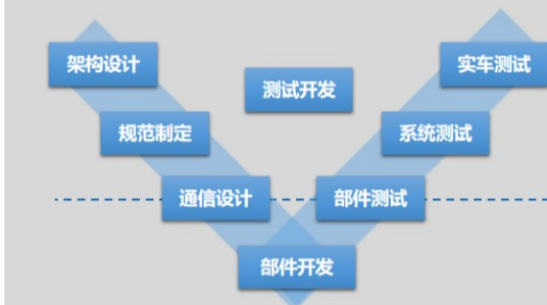 架构设计
实车测试
测试开发
规范制定
系统测试
通信设计
部件测试
部件开发